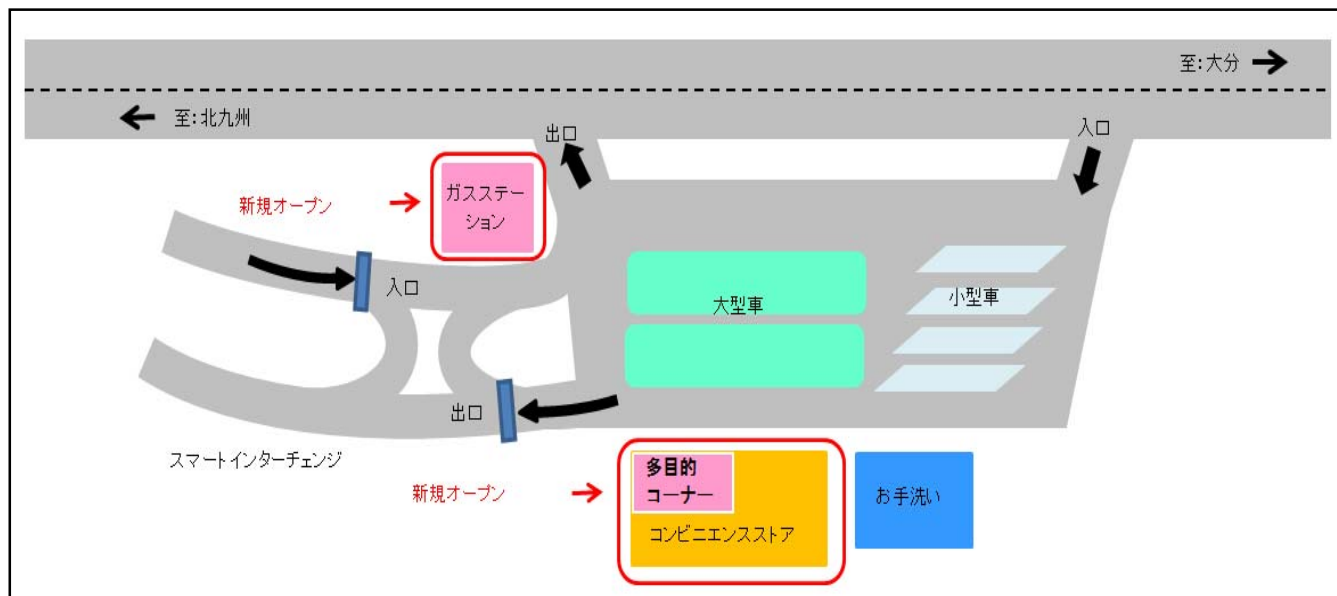 至:大分
至:北九州
出口
入口
ガスステー
ション
新規オープン
入口
大型車
小型車
出口
スマートインターチェンジ
新規オープン
多目的
コーナー
コンビニエンスストア
お手洗い